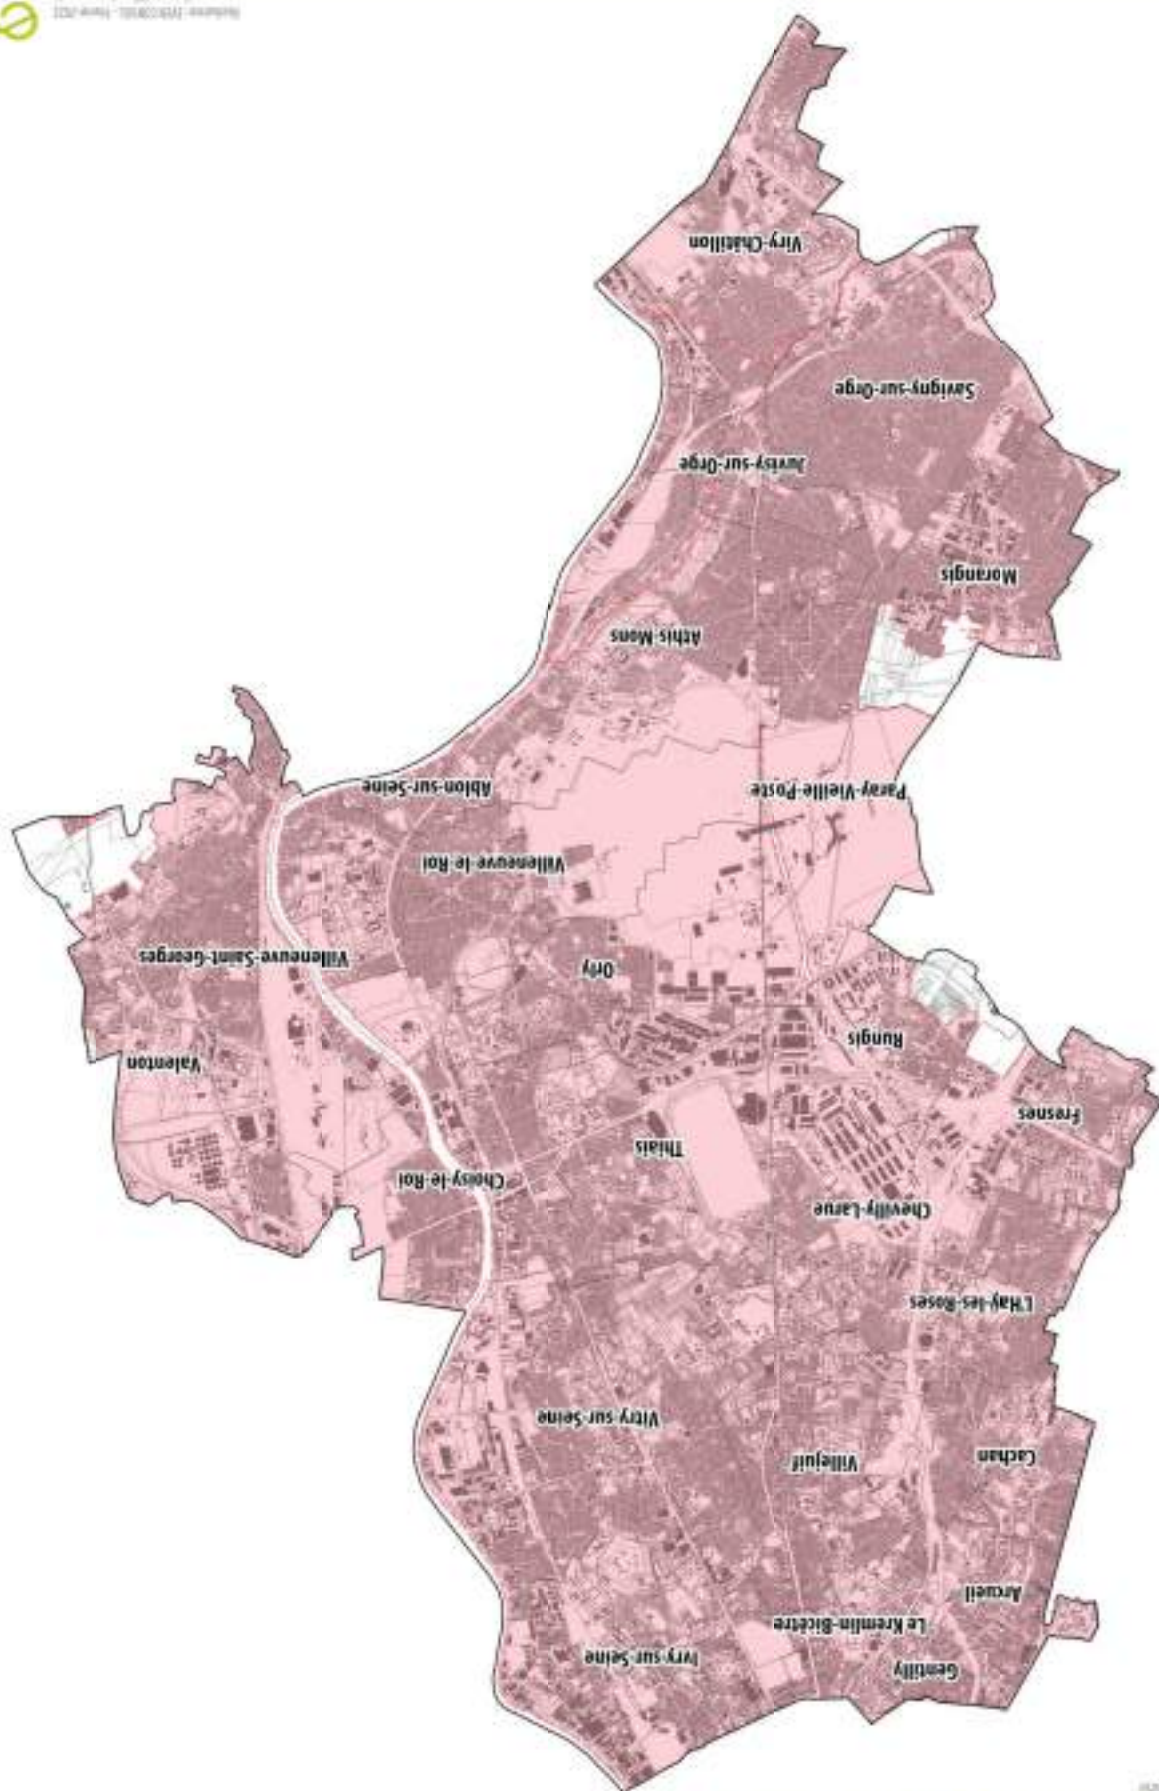 Gentilly
Ivry-sur-Seine
Le Kremlin-Bicêtre
Arcueil
Villejuif
Cachan
Vitry-sur-Seine
L'Haÿ-les-Roses
Chevilly-Larue
Choisy-le-Roi
Thiais
Fresnes
Valenton
Rungis
Orly
Villeneuve-Saint-Georges
Villeneuve-le-Roi
Paray-Vieille-Poste
Ablon-sur-Seine
Athis-Mons
Morangis
Juvisy-sur-Orge
Savigny-sur-Orge
Viry-Châtillon